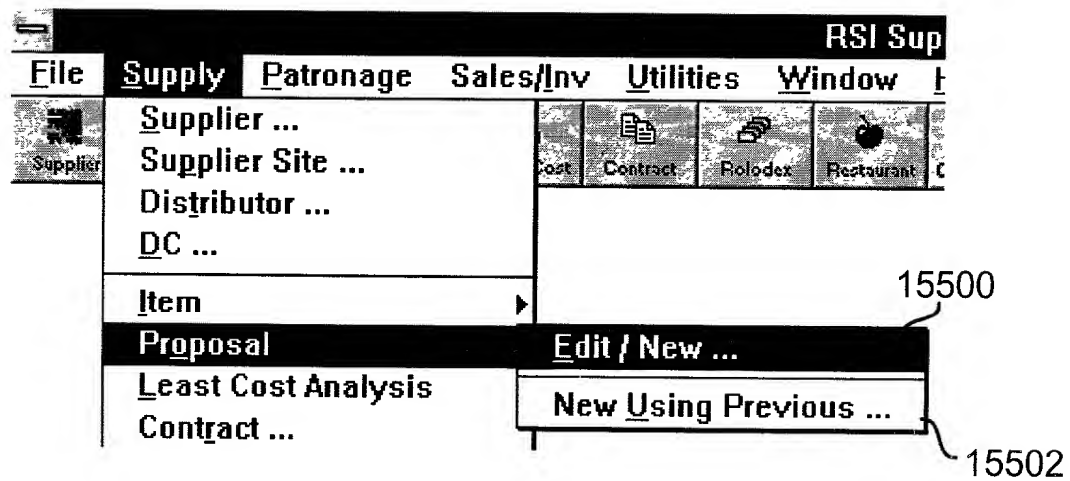 RSI Sup
File Supply Patronage Sales/Inv Utilities Window
Supplier Cost Contract Rolodex Restaurant
Supplier ...
Supplier Site ...
Distributor ...
DC ...
Item
Proposal
Least Cost Analysis
Contract ...
Edit / New ...
New Using Previous ...
15500
15502